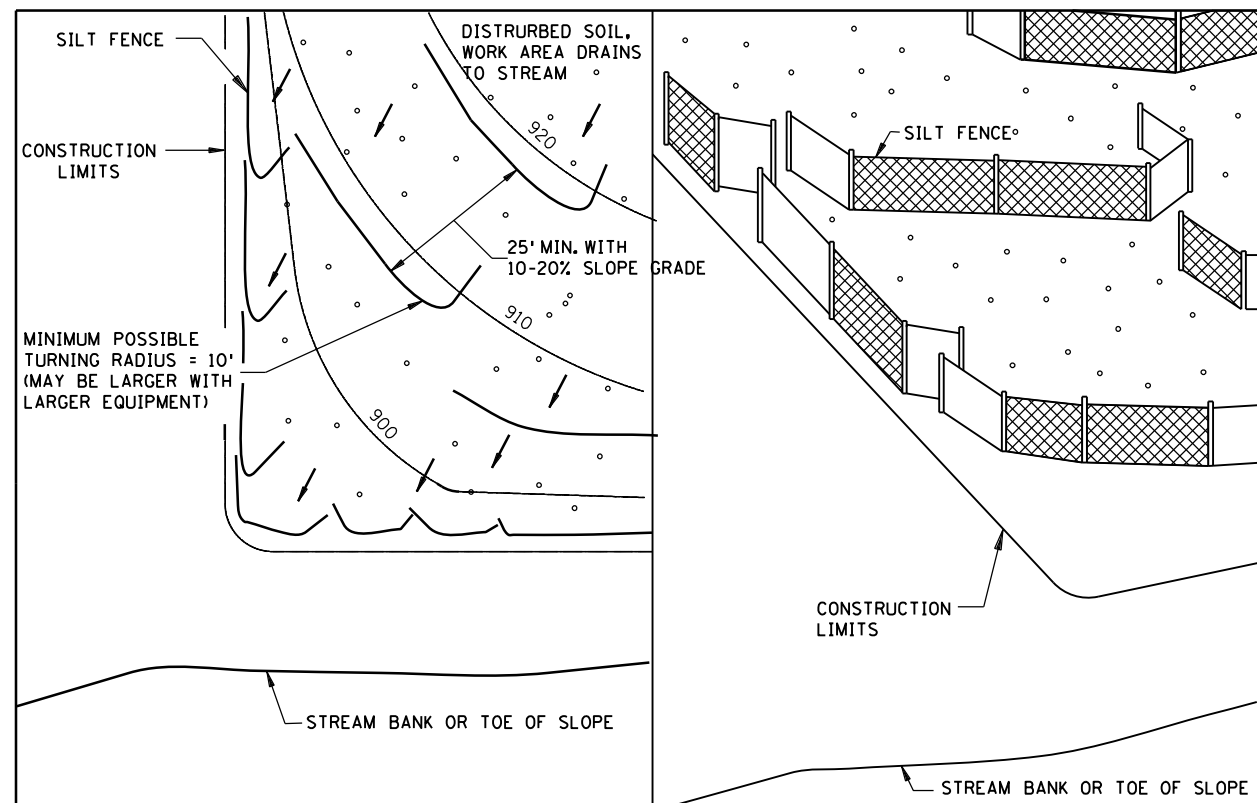 SILT FENCE
DISTRURBED SOIL,
WORK AREA DRAINS
TO STREAM
CONSTRUCTION
LIMITS
920
25' MIN. WITH
10-20% SLOPE GRADE
910
MINIMUM POSSIBLE
TURNING RADIUS = 10'
(MAY BE LARGER WITH
LARGER EQUIPMENT)
900
STREAM BANK OR TOE OF SLOPE
SILT FENCE
CONSTRUCTION
LIMITS
STREAM BANK OR TOE OF SLOPE